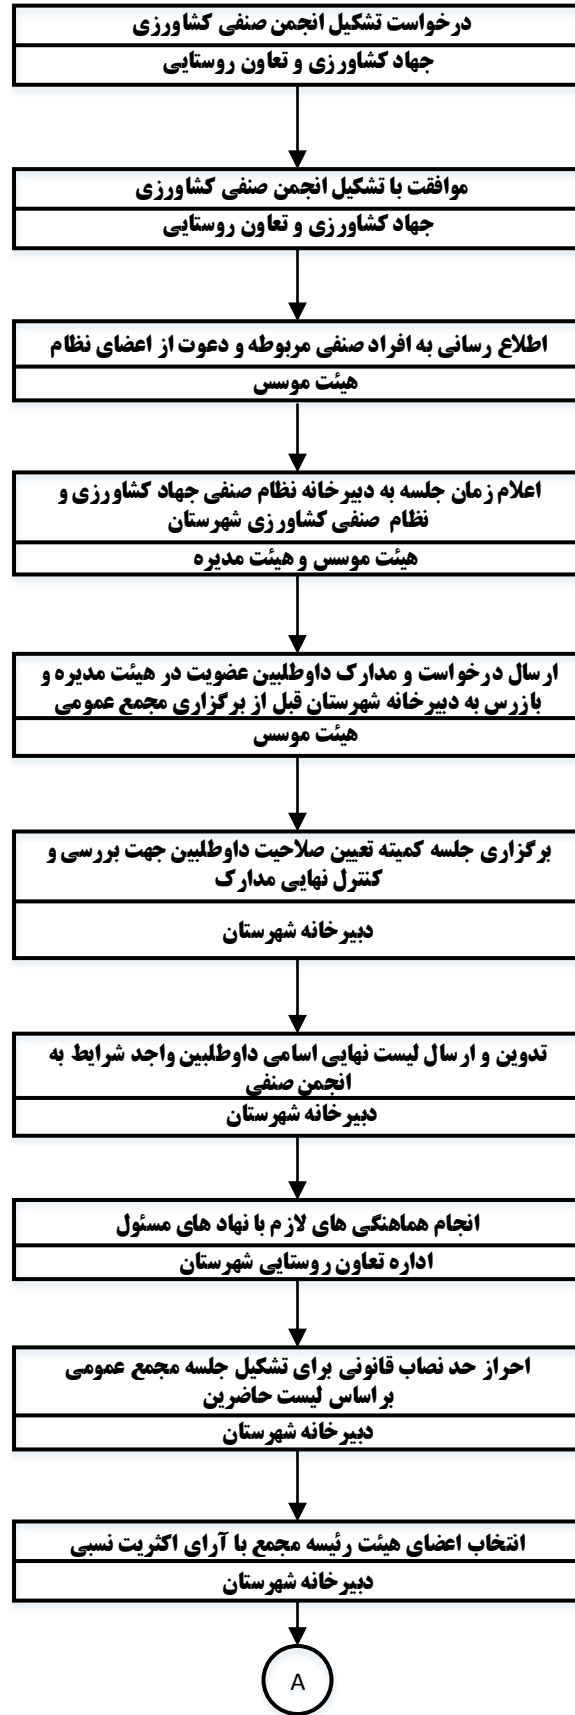 درخواست تشکیل انجمن صنفی کشاورزی
جهاد کشاورزی و تعاون روستایی
موافقت با تشکیل انجمن صنفی کشاورزی
جهاد کشاورزی و تعاون روستایی
اطلاع رسانی به افراد صنفی مربوطه و دعوت از اعضای نظام
هیئت موسس
اعلام زمان جلسه به دبیرخانه نظام صنفی جهاد کشاورزی و
نظام صنفی کشاورزی شهرستان
هیئت موسس و هیئت مدیره
ارسال درخواست و مدارک داوطلبین عضویت در هیئت مدیره و
بازرس به دبیرخانه شهرستان قبل از برگزاری مجمع عمومی
هیئت موسس
برگزاری جلسه کمیته تعیین صلاحیت داوطلبین جهت بررسی و
کنترل نهایی مدارک
دبیرخانه شهرستان
تدوین و ارسال لیست نهایی اسامی داوطلبین واجد شرایط به
انجمن صنفی
دبیرخانه شهرستان
انجام هماهنگی های لازم با نهاد های مسئول
اداره تعاون روستایی شهرستان
احراز حد نصاب قانونی برای تشکیل جلسه مجمع عمومی
براساس لیست حاضرین
دبیرخانه شهرستان
انتخاب اعضای هیئت رئیسه مجمع با آرای اکثریت نسبی
دبیرخانه شهرستان
A